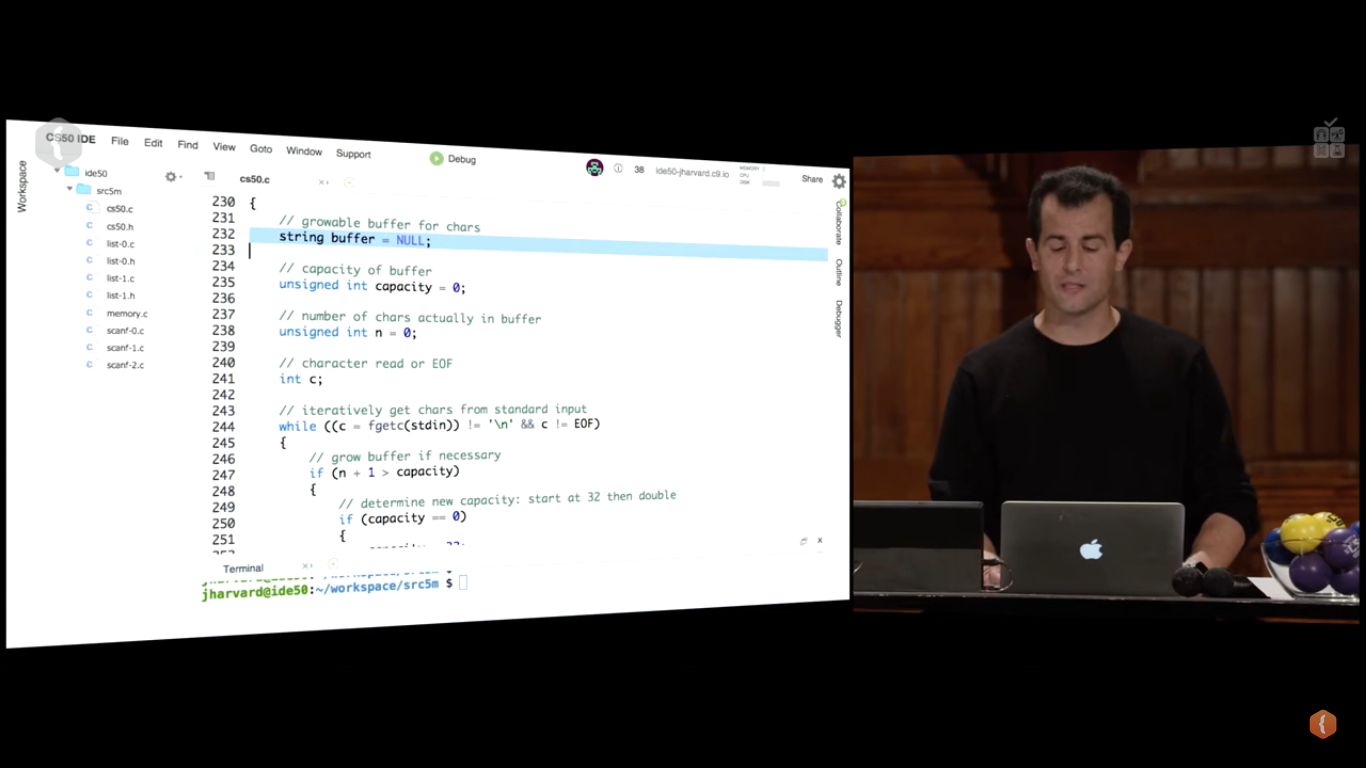 CS50 IDE File Edit Find View Goto Window Support Debug 38 ide50-jharvard.c9.io MEMORY CPU DISK Share
Workspace
ide50
src5m
cs50.c
cs50.h
list-0.c
list-0.h
list-1.c
list-1.h
memory.c
scanf-0.c
scanf-1.c
scanf-2.c
cs50.c
230 {
231 // growable buffer for chars
232 string buffer = NULL;
233
234 // capacity of buffer
235 unsigned int capacity = 0;
236
237 // number of chars actually in buffer
238 unsigned int n = 0;
239
240 // character read or EOF
241 int c;
242
243 // iteratively get chars from standard input
244 while ((c = fgetc(stdin)) != '\n' && c != EOF)
245 {
246 // grow buffer if necessary
247 if (n + 1 > capacity)
248 {
249 // determine new capacity: start at 32 then double
250 if (capacity == 0)
251 {
Collaborate
Outline
Debugger
Terminal
jharvard@ide50:~/workspace/src5m $